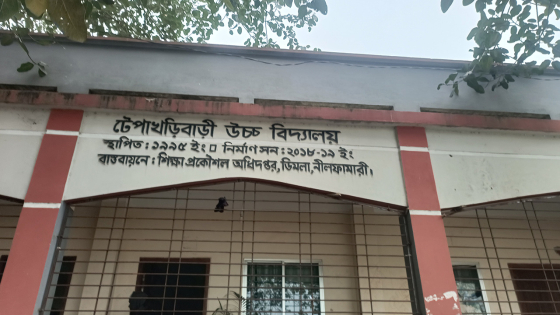 টেপাখড়িবাড়ী উচ্চ বিদ্যালয়
স্থাপিত: ১৯৯৫ ইং □ নির্মাণ সন: ২০১৮-১৯ ইং
বাস্তবায়নে: শিক্ষা প্রকৌশল অধিদপ্তর, ডিমলা, নীলফামারী।